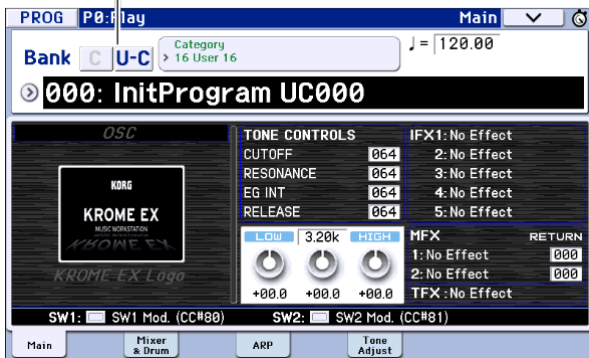 PROG P0:Play Main
Bank C U-C Category 16 User 16 ♩= 120.00
000: InitProgram UC000
OSC
KORG
KROME EX
MUSIC WORKSTATION
KROME EX
KROME EX Logo
TONE CONTROLS
CUTOFF 064
RESONANCE 064
EG INT 064
RELEASE 064
LOW 3.20k HIGH
+00.0 +00.0 +00.0
IFX1: No Effect
2: No Effect
3: No Effect
4: No Effect
5: No Effect
MFX RETURN
1: No Effect 000
2: No Effect 000
TFX : No Effect
SW1: SW1 Mod. (CC#80) SW2: SW2 Mod. (CC#81)
Main Mixer & Drum ARP Tone Adjust